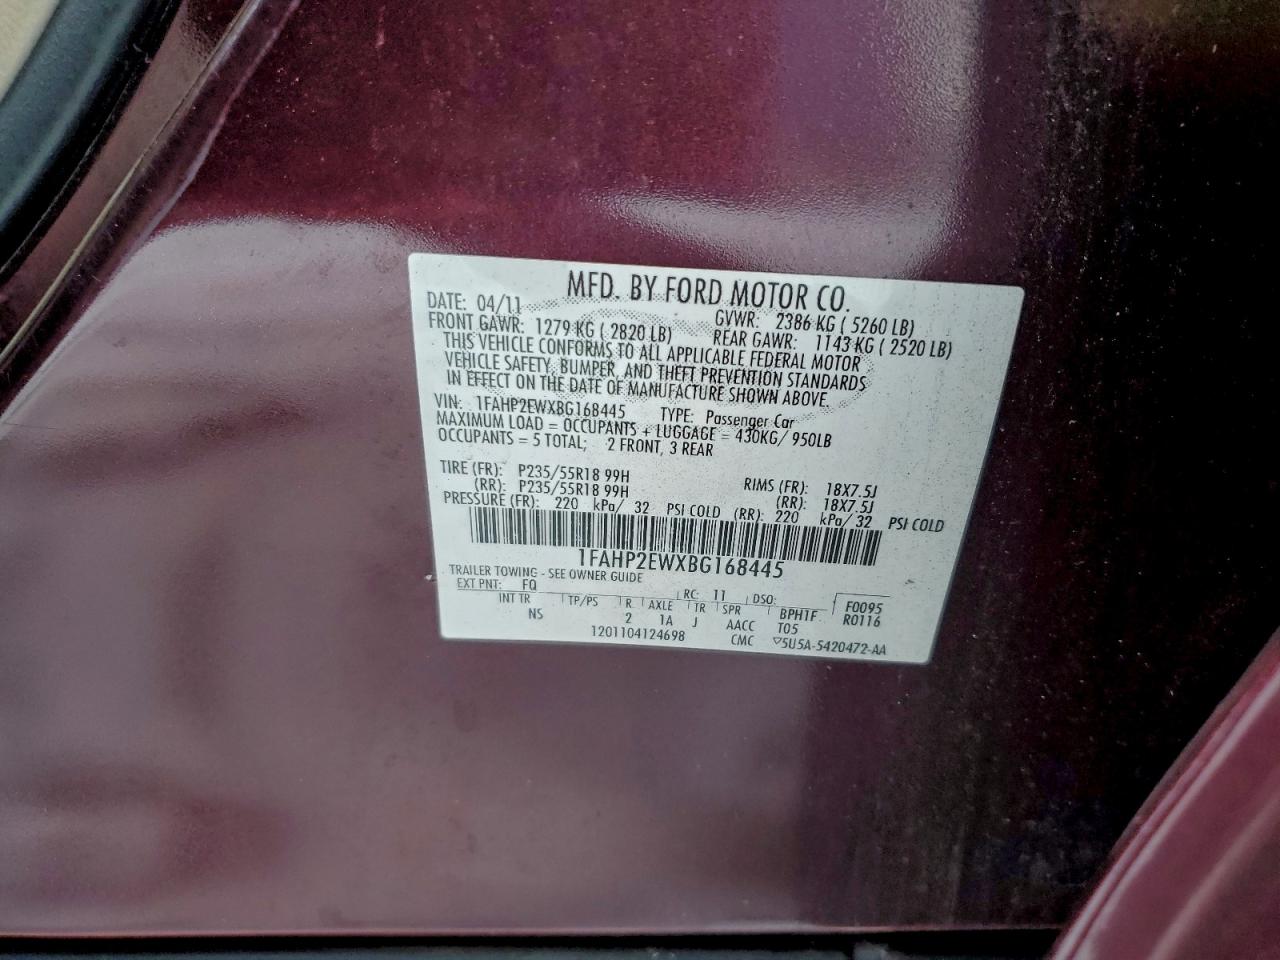 MFD. BY FORD MOTOR CO.
DATE: 04/11 GVWR: 2386 KG ( 5260 LB)
FRONT GAWR: 1279 KG ( 2820 LB) REAR GAWR: 1143 KG ( 2520 LB)
THIS VEHICLE CONFORMS TO ALL APPLICABLE FEDERAL MOTOR
VEHICLE SAFETY, BUMPER, AND THEFT PREVENTION STANDARDS
IN EFFECT ON THE DATE OF MANUFACTURE SHOWN ABOVE.
VIN: 1FAHP2EWXBG168445 TYPE: Passenger Car
MAXIMUM LOAD = OCCUPANTS + LUGGAGE = 430KG/ 950LB
OCCUPANTS = 5 TOTAL; 2 FRONT, 3 REAR
TIRE (FR): P235/55R18 99H RIMS (FR): 18X7.5J
(RR): P235/55R18 99H (RR): 18X7.5J
PRESSURE (FR): 220 kPa/ 32 PSI COLD (RR): 220 kPa/ 32 PSI COLD
1FAHP2EWXBG168445
TRAILER TOWING - SEE OWNER GUIDE
EXT PNT: FQ RC: 11 DSO: F0095
INT TR TP/PS R AXLE TR SPR BPH1F R0116
NS 2 1A J AACC T05
1201104124698 CMC ▽5U5A-5420472-AA